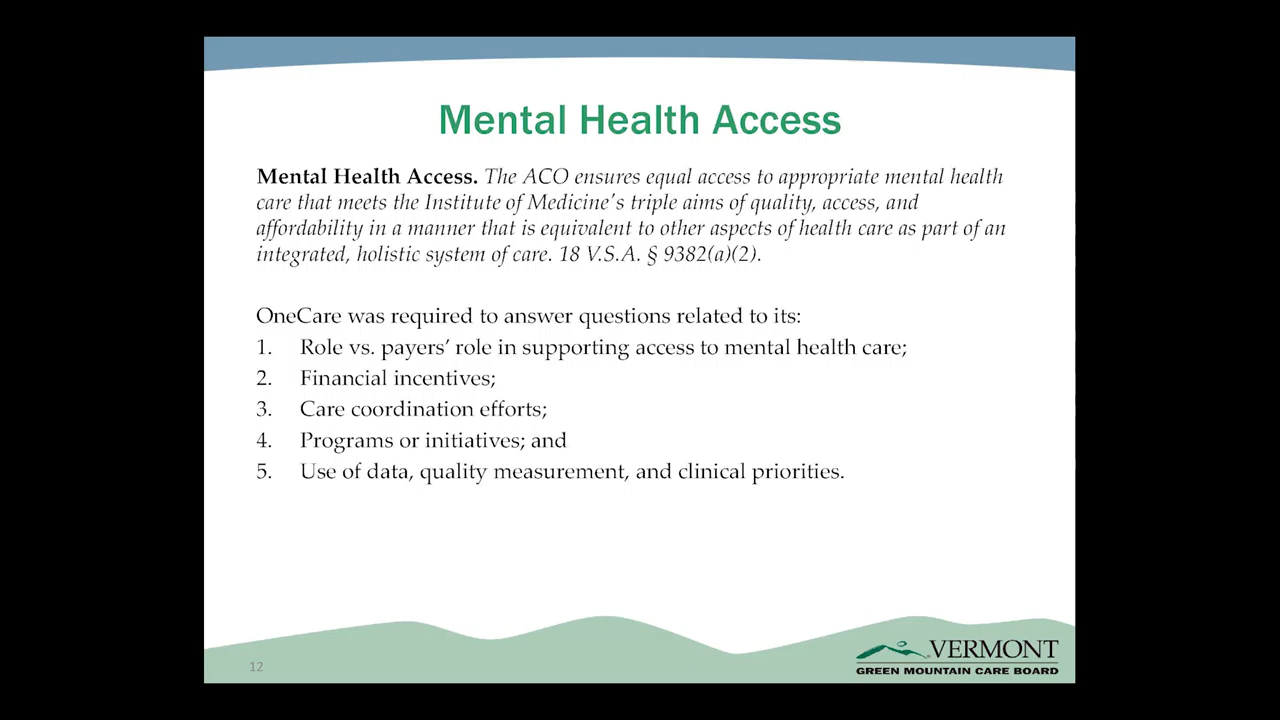 Mental Health Access
Mental Health Access. The ACO ensures equal access to appropriate mental health
care that meets the Institute of Medicine's triple aims of quality, access, and
affordability in a manner that is equivalent to other aspects of health care as part of an
integrated, holistic system of care. 18 V.S.A. § 9382(a)(2).
OneCare was required to answer questions related to its:
1. Role vs. payers' role in supporting access to mental health care;
2. Financial incentives;
3. Care coordination efforts;
4. Programs or initiatives; and
5. Use of data, quality measurement, and clinical priorities.
12
VERMONT
GREEN MOUNTAIN CARE BOARD